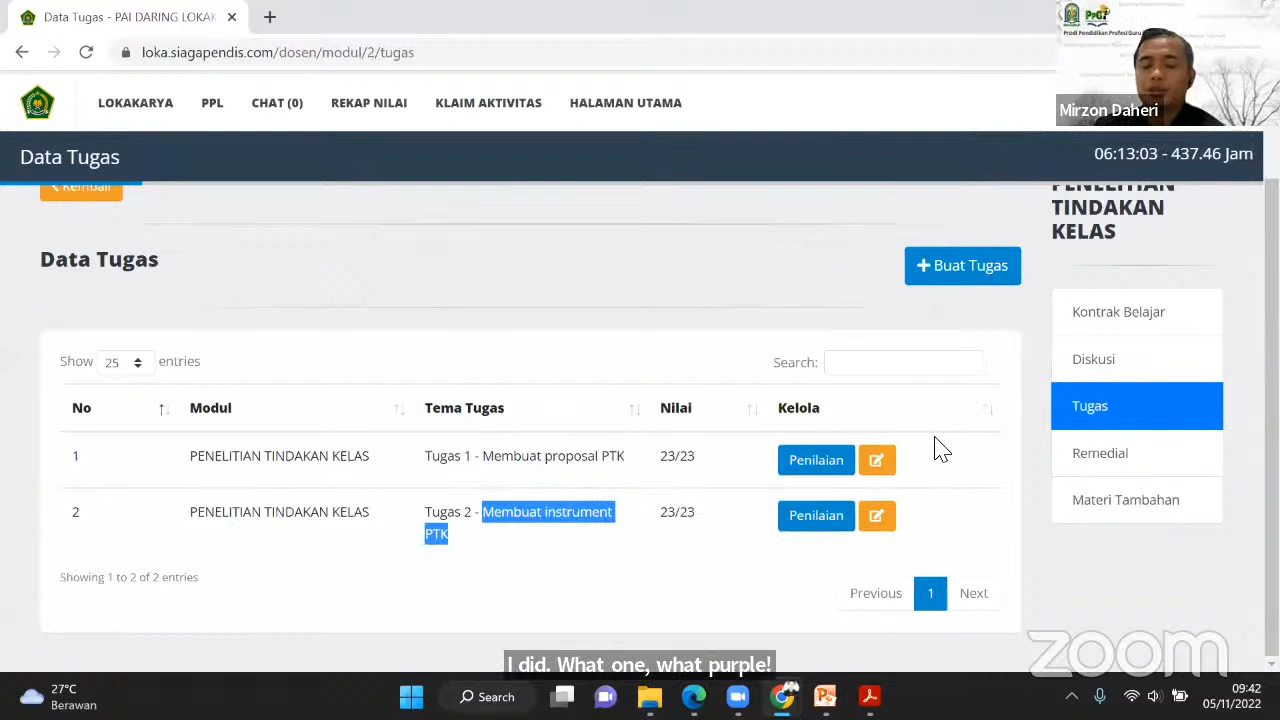 Data Tugas - PAI DARING LOKAK
loka.siagapendis.com/dosen/modul
Prodi Pendidikan Profesi Guru
Mirzon Daheri
LOKAKARYA PPL CHAT (0) REKAP NILAI KLAIM AKTIVITAS HALAMAN UTAMA
Data Tugas
06:13:03 - 437.46 Jam
Kembali
PENELITIAN
TINDAKAN
KELAS
Data Tugas
Buat Tugas
Kontrak Belajar
Diskusi
Tugas
Remedial
Materi Tambahan
Show 25 entries
Search:
No Modul Tema Tugas Nilai Kelola
1 PENELITIAN TINDAKAN KELAS Tugas 1 - Membuat proposal PTK 23/23 Penilaian
2 PENELITIAN TINDAKAN KELAS Tugas 2 - Membuat instrument 23/23 Penilaian
PTK
Showing 1 to 2 of 2 entries
Previous 1 Next
zoom
I did. What one, what purple!
27°C
Berawan
Search
09:42
05/11/2022